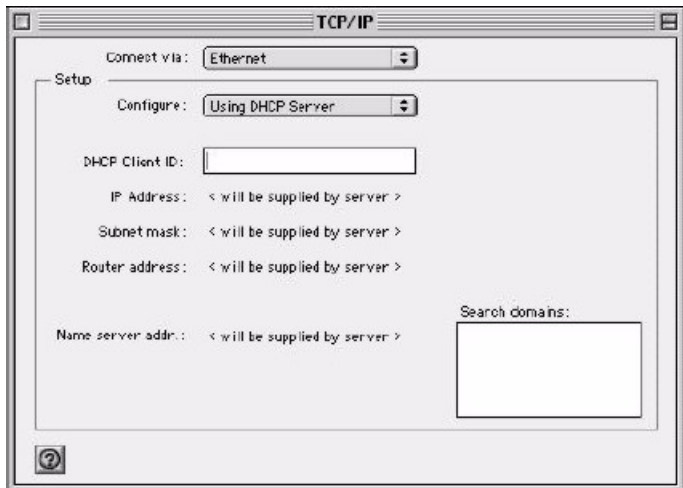 TCP/IP
Connect via: Ethernet
Setup
Configure: Using DHCP Server
DHCP Client ID:
IP Address: < will be supplied by server >
Subnet mask: < will be supplied by server >
Router address: < will be supplied by server >
Search domains:
Name server addr.: < will be supplied by server >
?